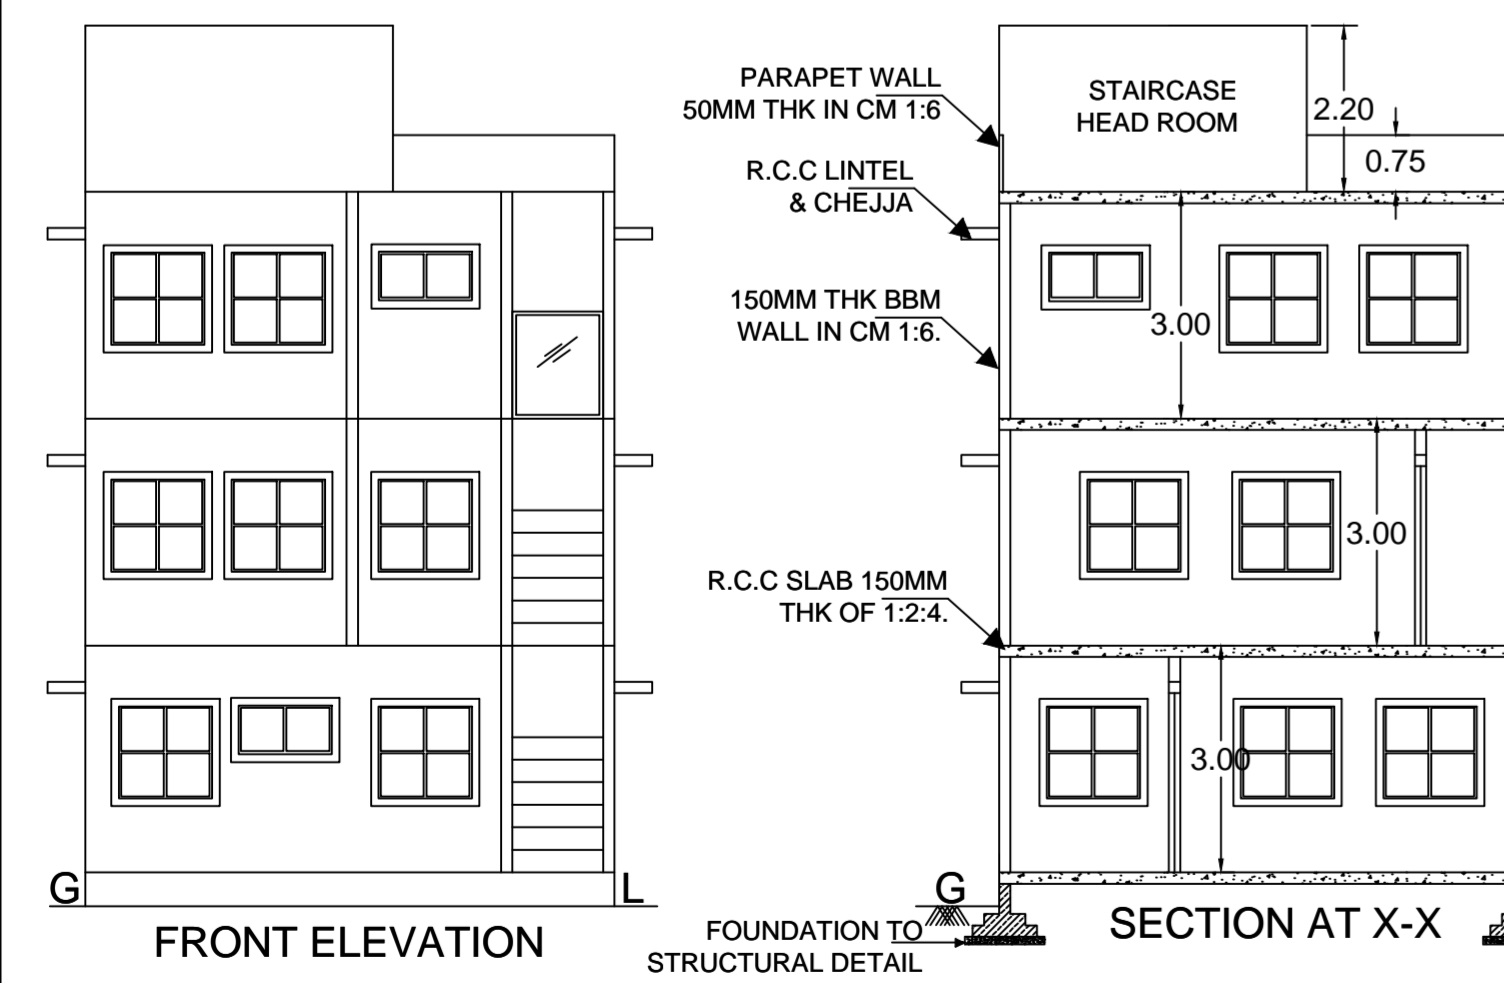 PARAPET WALL
50MM THK IN CM 1:6
STAIRCASE
HEAD ROOM
2.20
0.75
R.C.C LINTEL
& CHEJJA
150MM THK BBM
WALL IN CM 1:6.
3.00
3.00
R.C.C SLAB 150MM
THK OF 1:2:4.
3.00
G L
G
FRONT ELEVATION
FOUNDATION TO
STRUCTURAL DETAIL
SECTION AT X-X